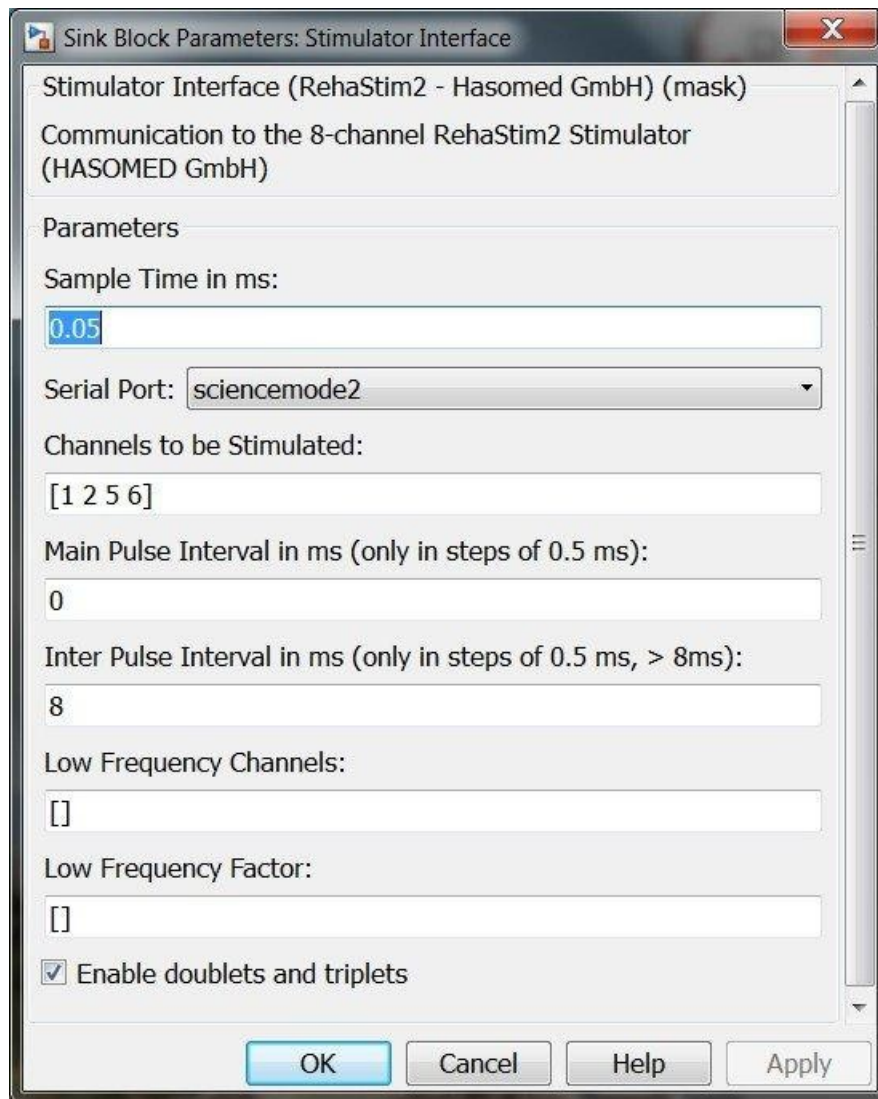 Sink Block Parameters: Stimulator Interface
Stimulator Interface (RehaStim2 - Hasomed GmbH) (mask)
Communication to the 8-channel RehaStim2 Stimulator
(HASOMED GmbH)
Parameters
Sample Time in ms:
0.05
Serial Port: sciencemode2
Channels to be Stimulated:
[1 2 5 6]
Main Pulse Interval in ms (only in steps of 0.5 ms):
0
Inter Pulse Interval in ms (only in steps of 0.5 ms, > 8ms):
8
Low Frequency Channels:
[]
Low Frequency Factor:
[]
Enable doublets and triplets
OK Cancel Help Apply